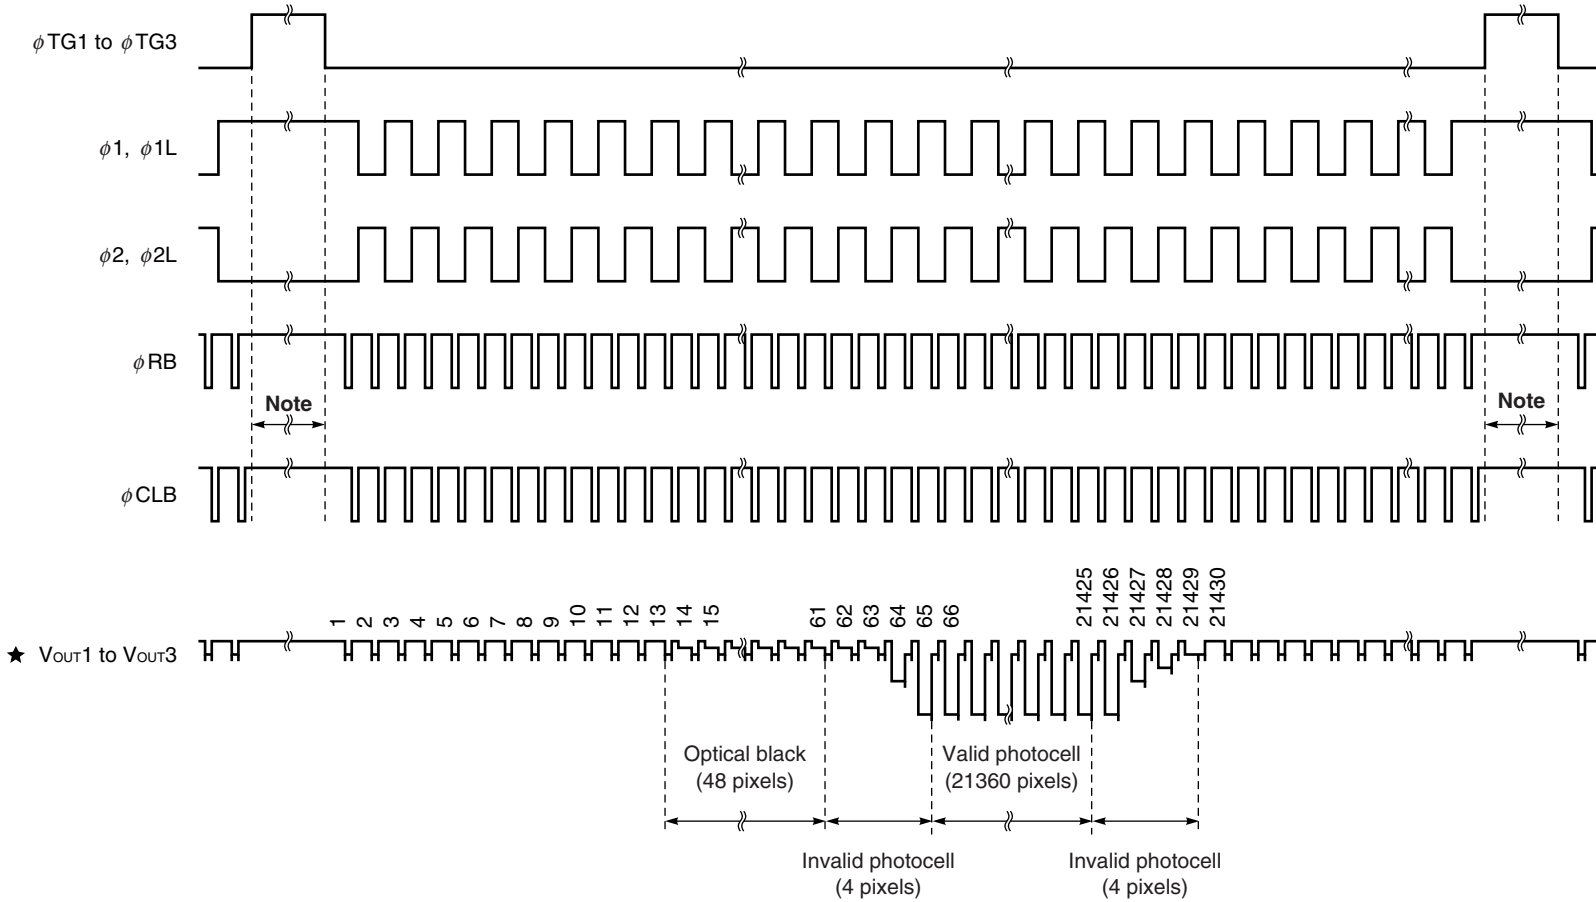 ϕTG1 to ϕTG3
ϕ1, ϕ1L
ϕ2, ϕ2L
ϕRB
Note
Note
ϕCLB
1 2 3 4 5 6 7 8 9 10 11 12 13 14 15 61 62 63 64 65 66 21425 21426 21427 21428 21429 21430
★ VOUT1 to VOUT3
Optical black
(48 pixels)
Valid photocell
(21360 pixels)
Invalid photocell
(4 pixels)
Invalid photocell
(4 pixels)